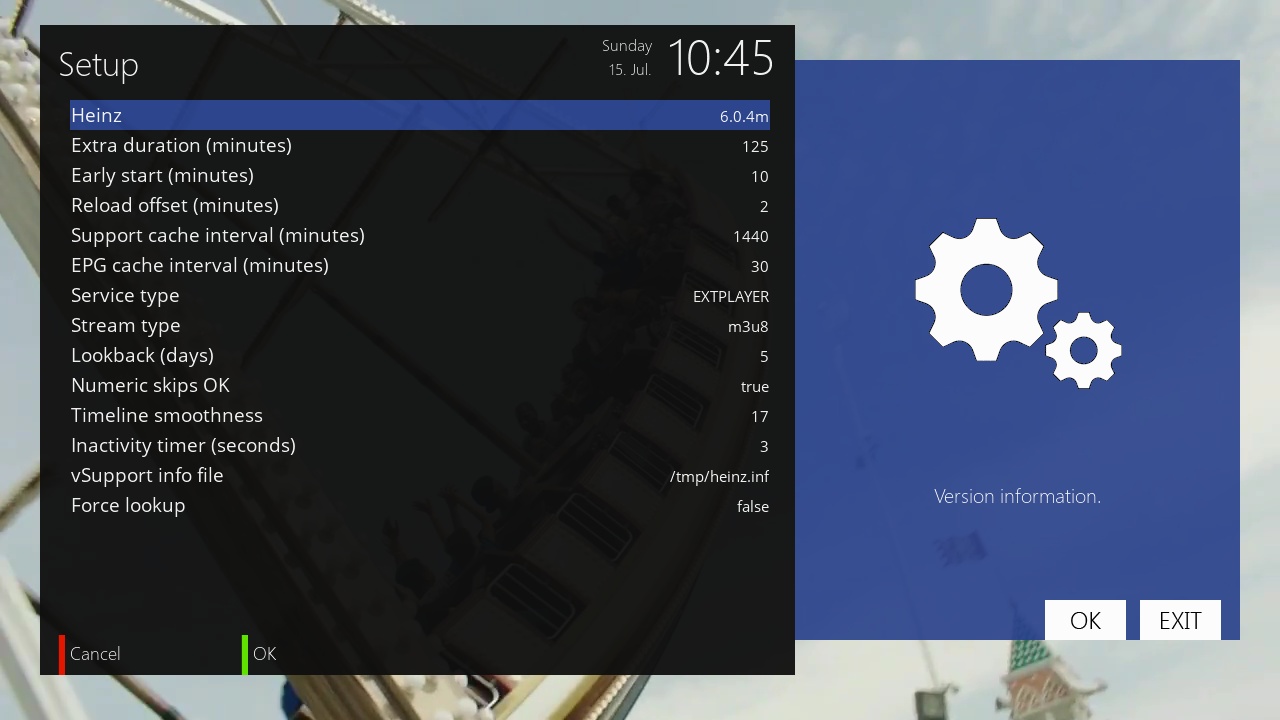 Setup
Sunday
15. Jul.
10:45
Heinz 6.0.4m
Extra duration (minutes) 125
Early start (minutes) 10
Reload offset (minutes) 2
Support cache interval (minutes) 1440
EPG cache interval (minutes) 30
Service type EXTPLAYER
Stream type m3u8
Lookback (days) 5
Numeric skips OK true
Timeline smoothness 17
Inactivity timer (seconds) 3
vSupport info file /tmp/heinz.inf
Force lookup false
Cancel
OK
Version information.
OK
EXIT